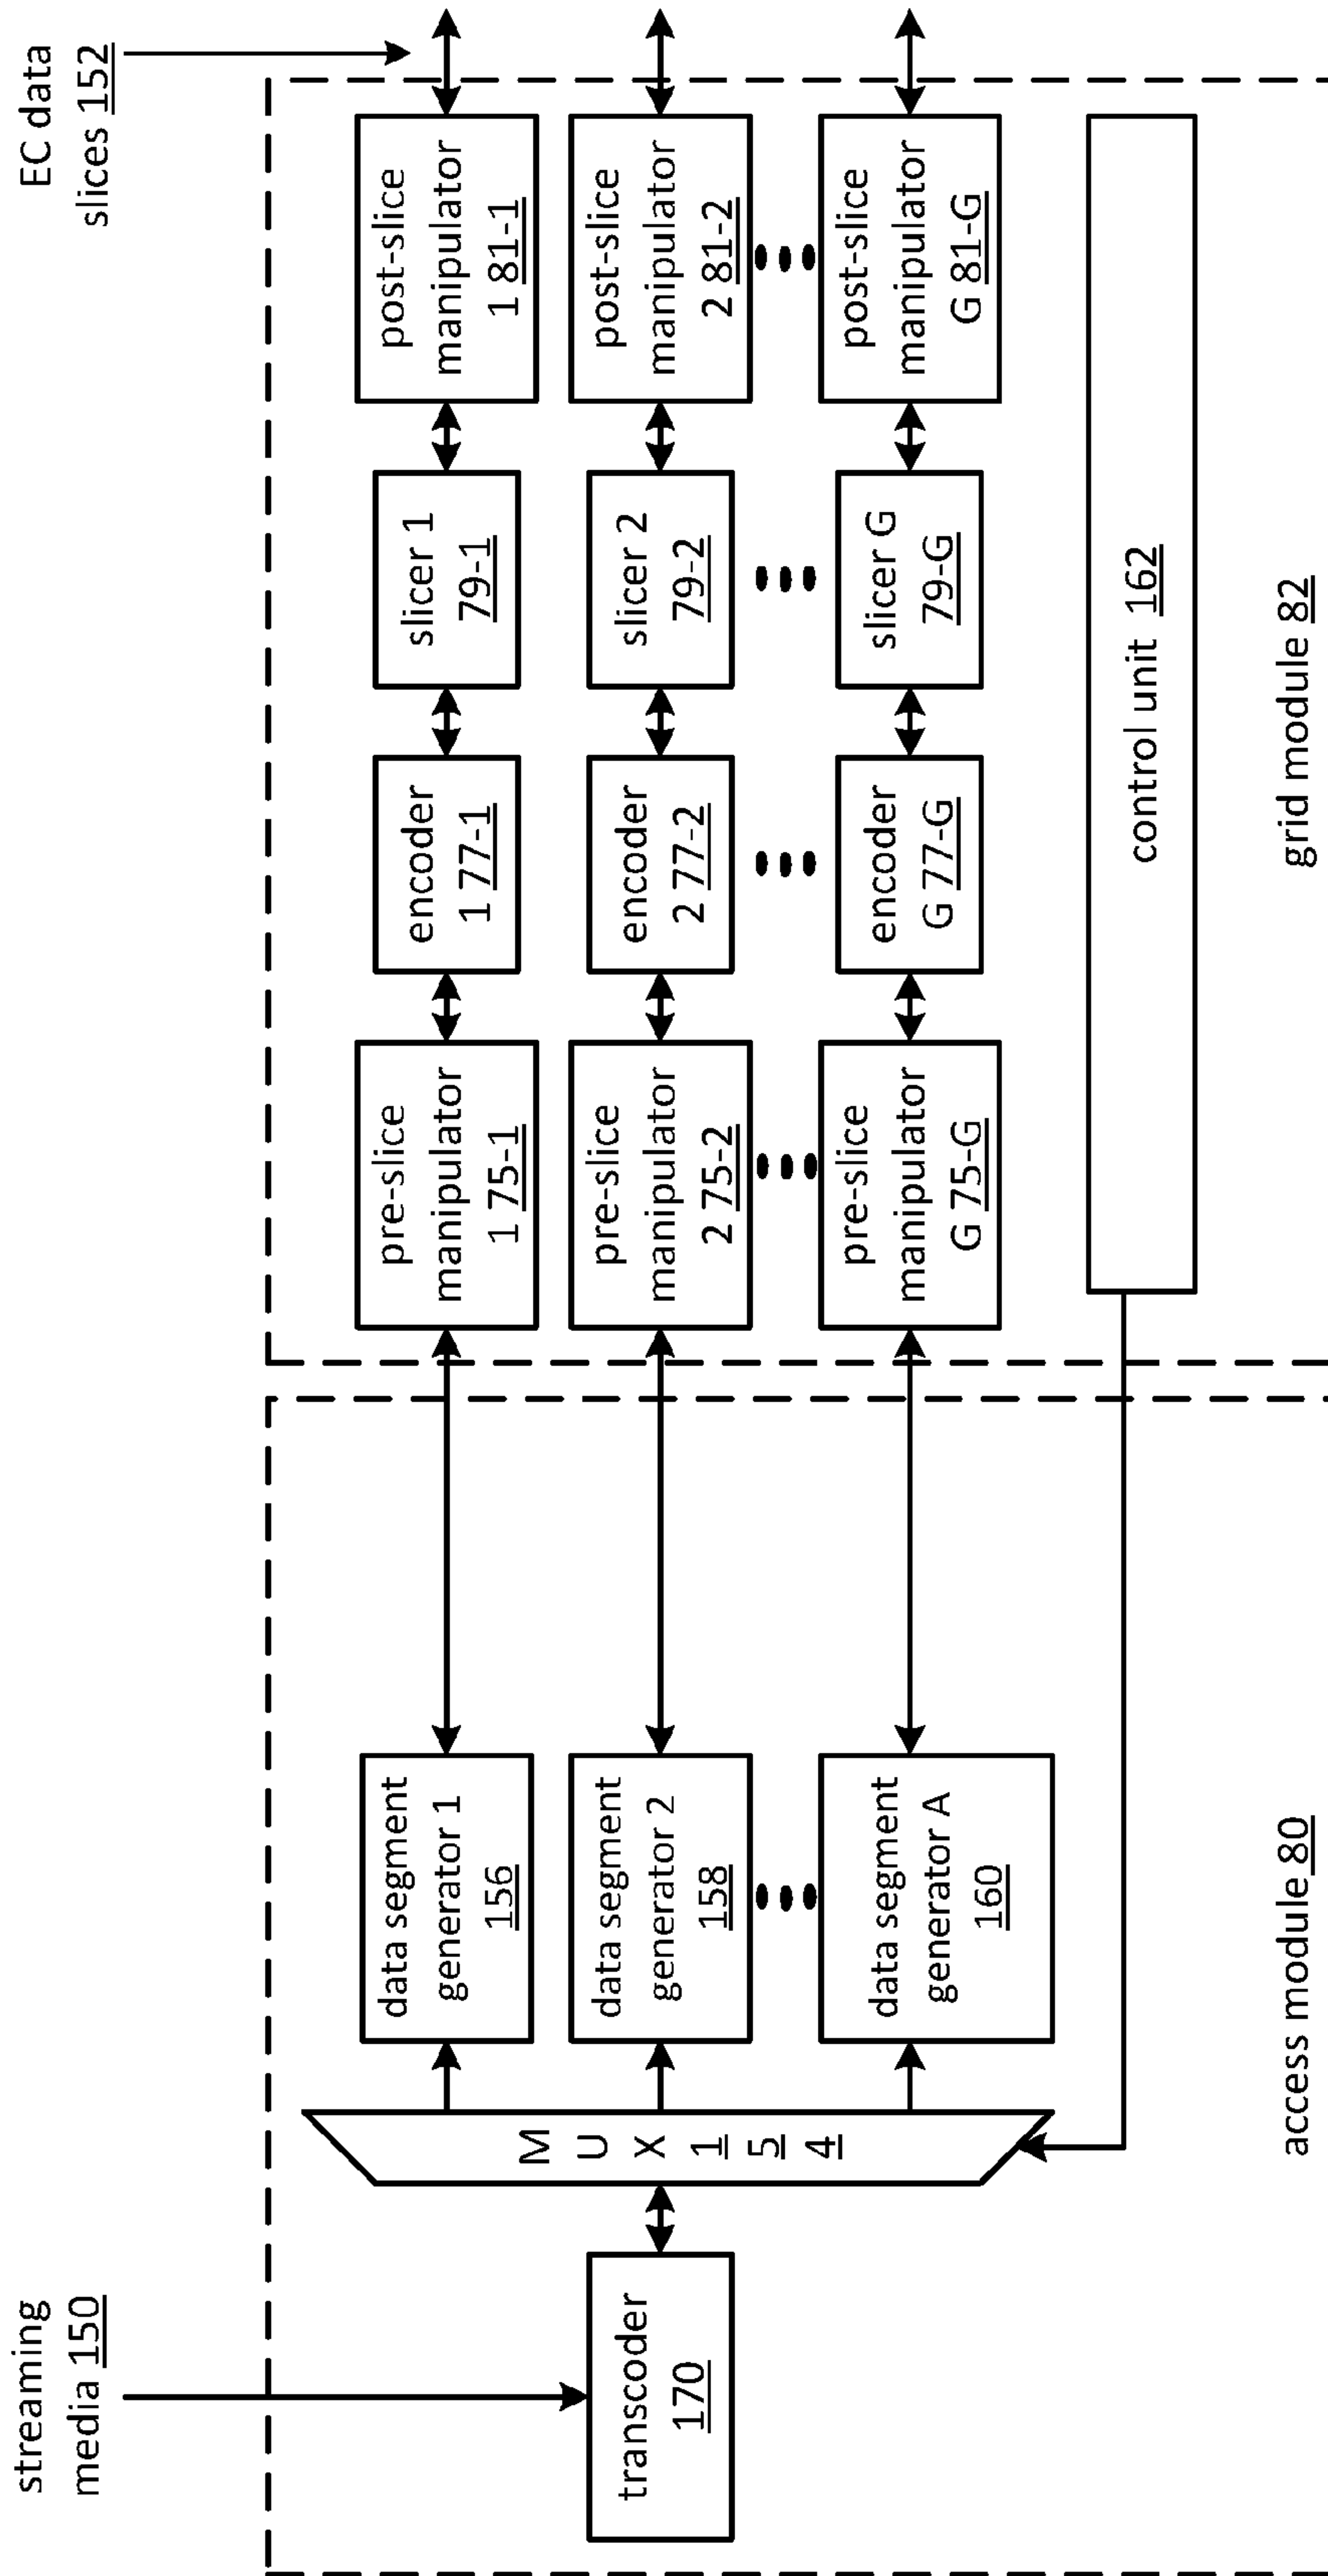 streaming
media 150
EC data
slices 152
transcoder
170
M
U
X
1
5
4
data segment
generator 1
156
data segment
generator 2
158
data segment
generator A
160
pre-slice
manipulator
1 75-1
pre-slice
manipulator
2 75-2
pre-slice
manipulator
G 75-G
encoder
1 77-1
encoder
2 77-2
encoder
G 77-G
slicer 1
79-1
slicer 2
79-2
slicer G
79-G
post-slice
manipulator
1 81-1
post-slice
manipulator
2 81-2
post-slice
manipulator
G 81-G
control unit 162
access module 80
grid module 82